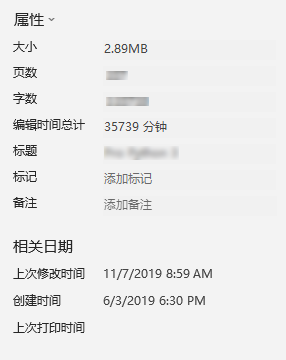 属性
大小 2.89MB
页数
字数
编辑时间总计 35739 分钟
标题
标记 添加标记
备注 添加备注
相关日期
上次修改时间 11/7/2019 8:59 AM
创建时间 6/3/2019 6:30 PM
上次打印时间